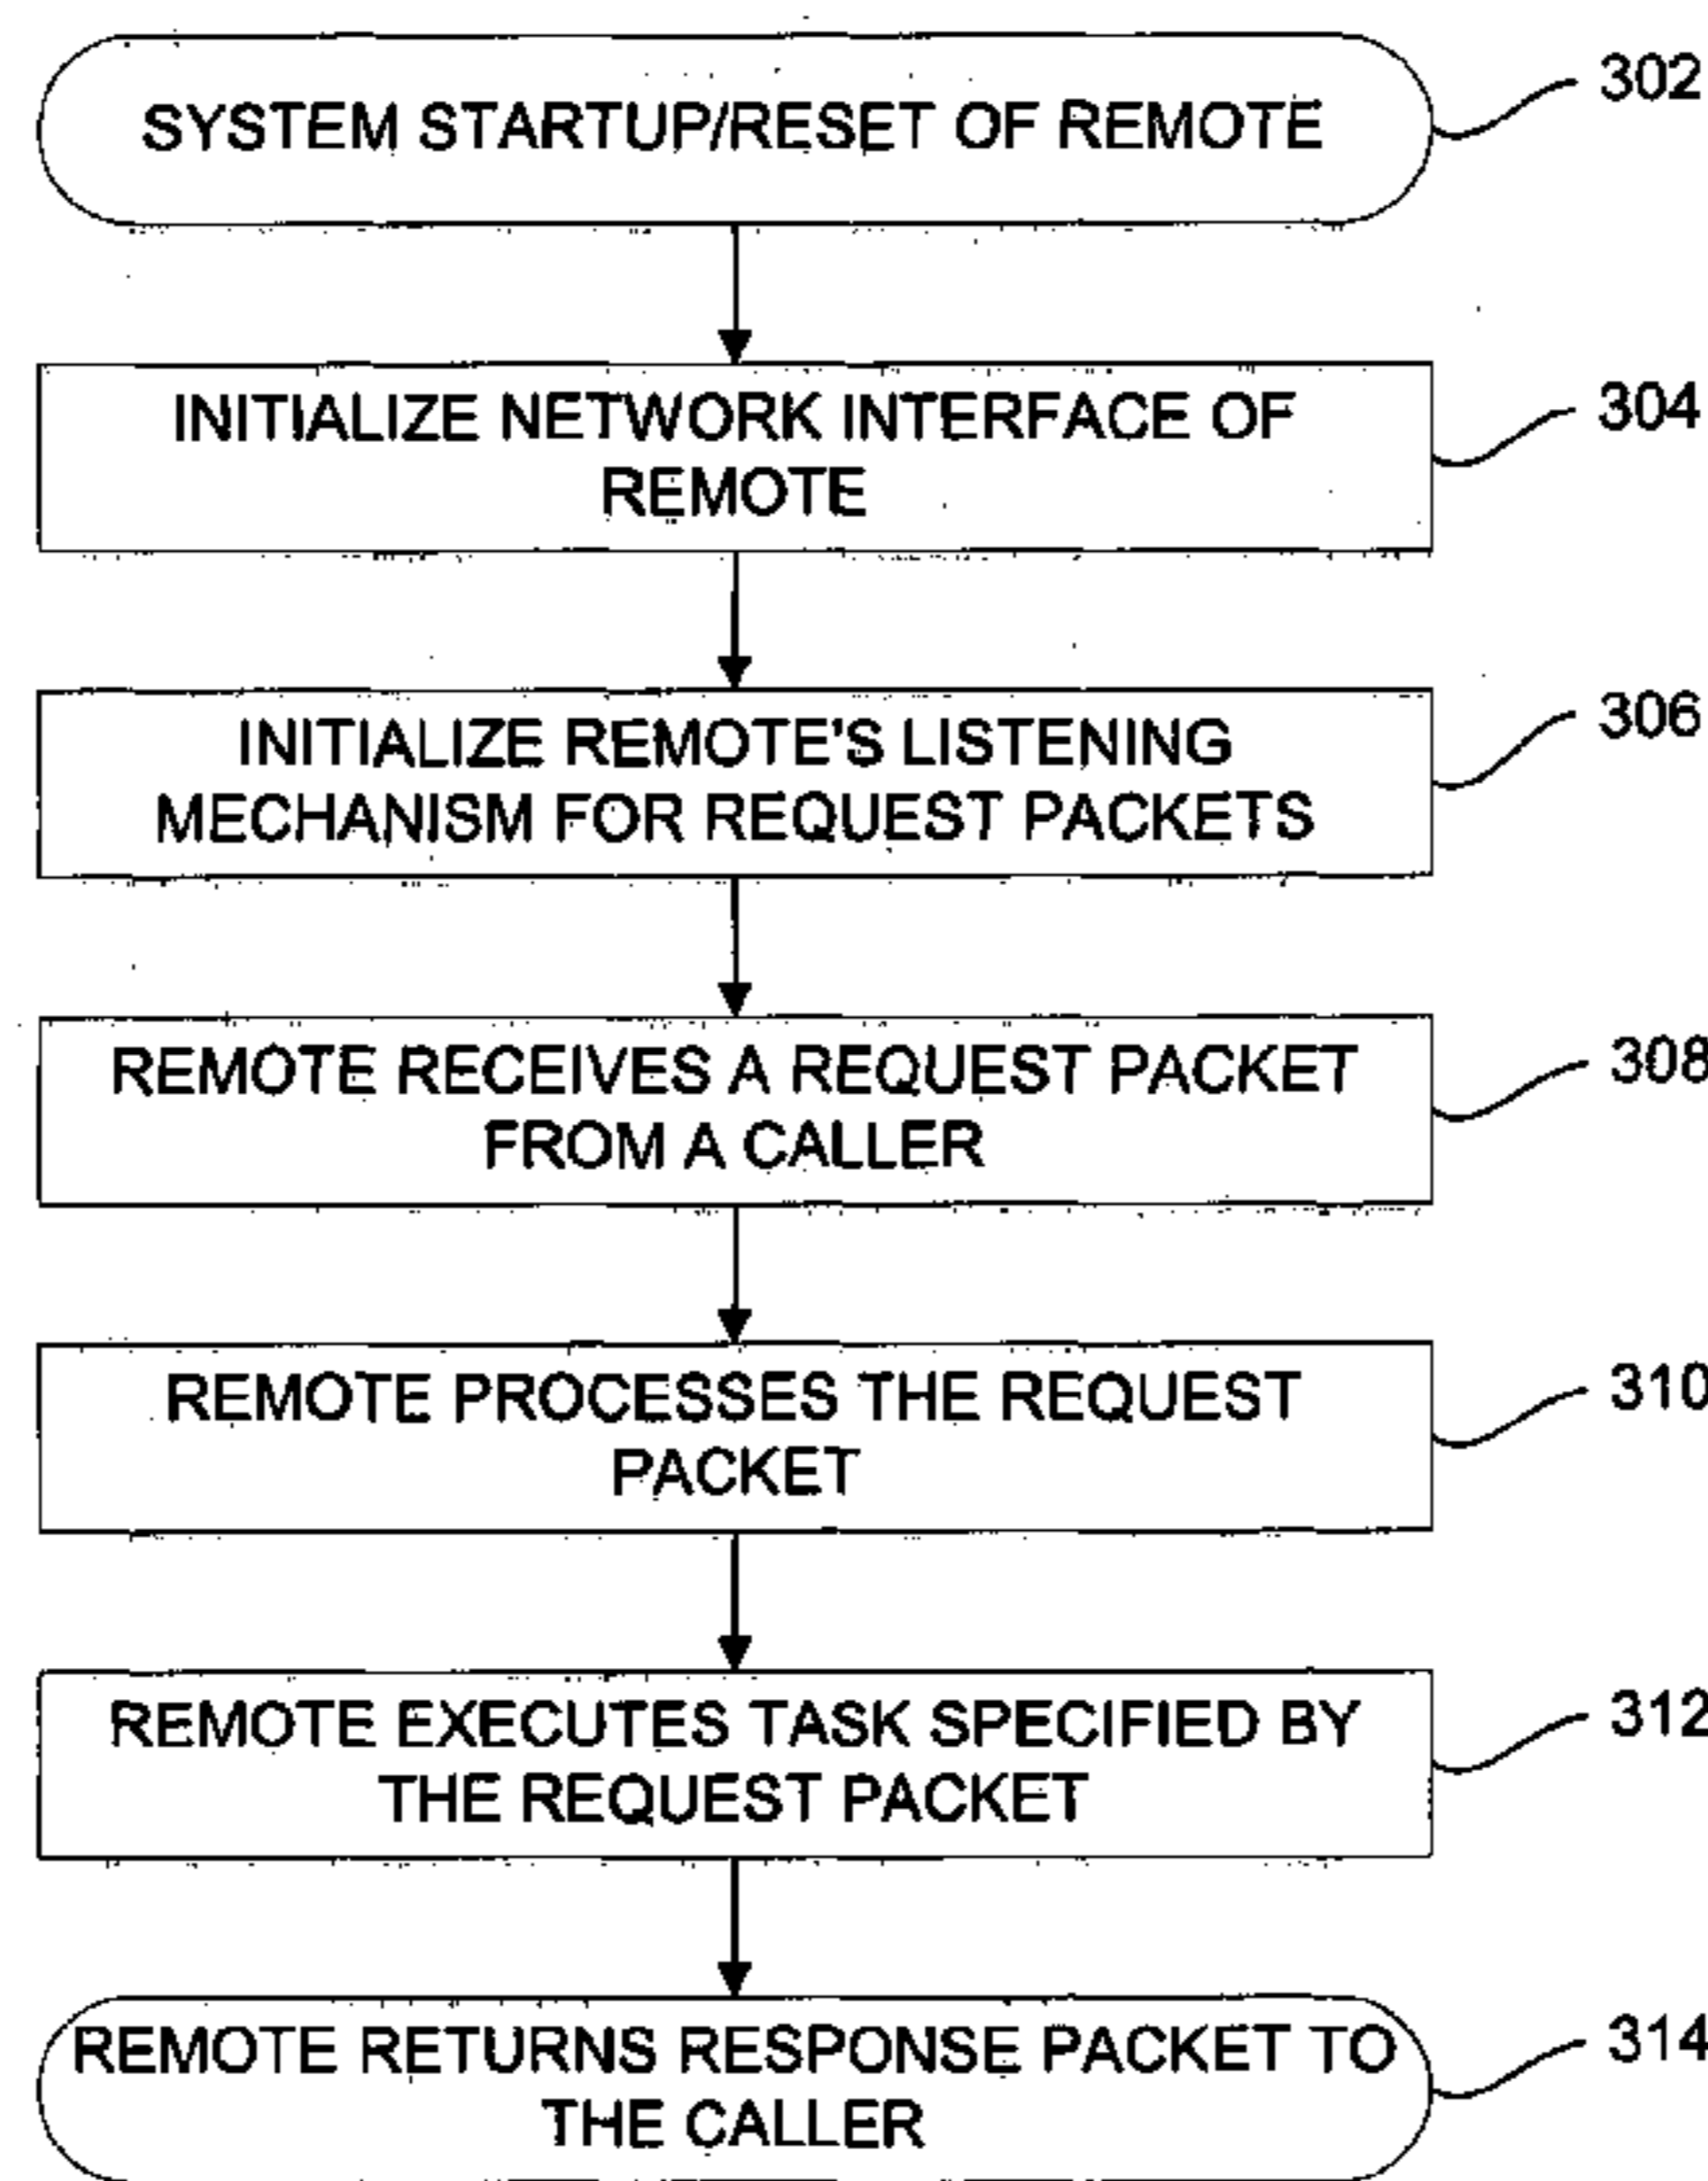 SYSTEM STARTUP/RESET OF REMOTE
302
INITIALIZE NETWORK INTERFACE OF
REMOTE
304
INITIALIZE REMOTE'S LISTENING
MECHANISM FOR REQUEST PACKETS
306
REMOTE RECEIVES A REQUEST PACKET
FROM A CALLER
308
REMOTE PROCESSES THE REQUEST
PACKET
310
REMOTE EXECUTES TASK SPECIFIED BY
THE REQUEST PACKET
312
REMOTE RETURNS RESPONSE PACKET TO
THE CALLER
314